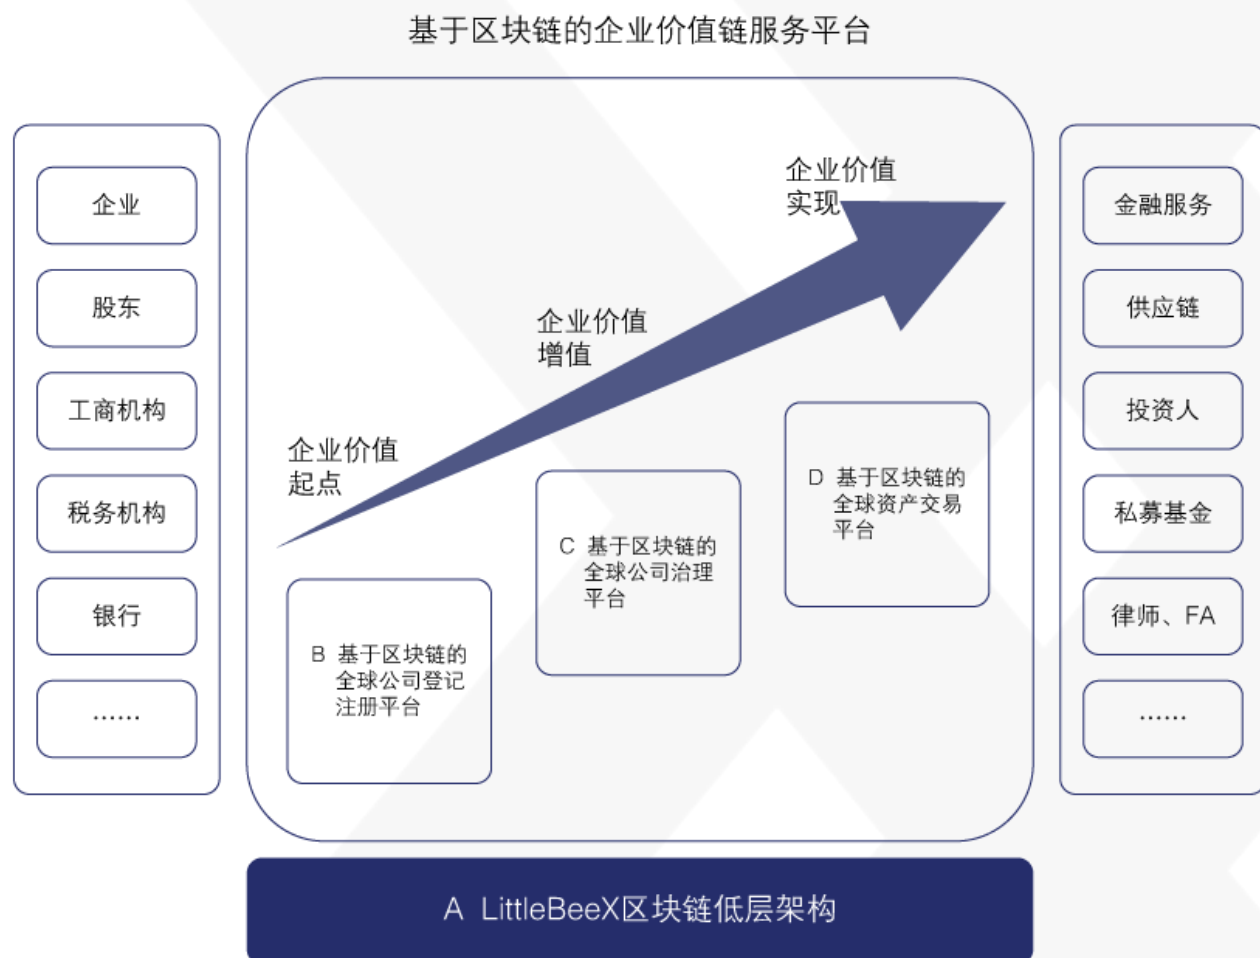 基于区块链的企业价值链服务平台
企业
股东
工商机构
税务机构
银行
……
企业价值
起点
企业价值
增值
企业价值
实现
B 基于区块链的
全球公司登记
注册平台
C 基于区块链的
全球公司治理
平台
D 基于区块链的
全球资产交易
平台
金融服务
供应链
投资人
私募基金
律师、FA
……
A LittleBeeX区块链低层架构